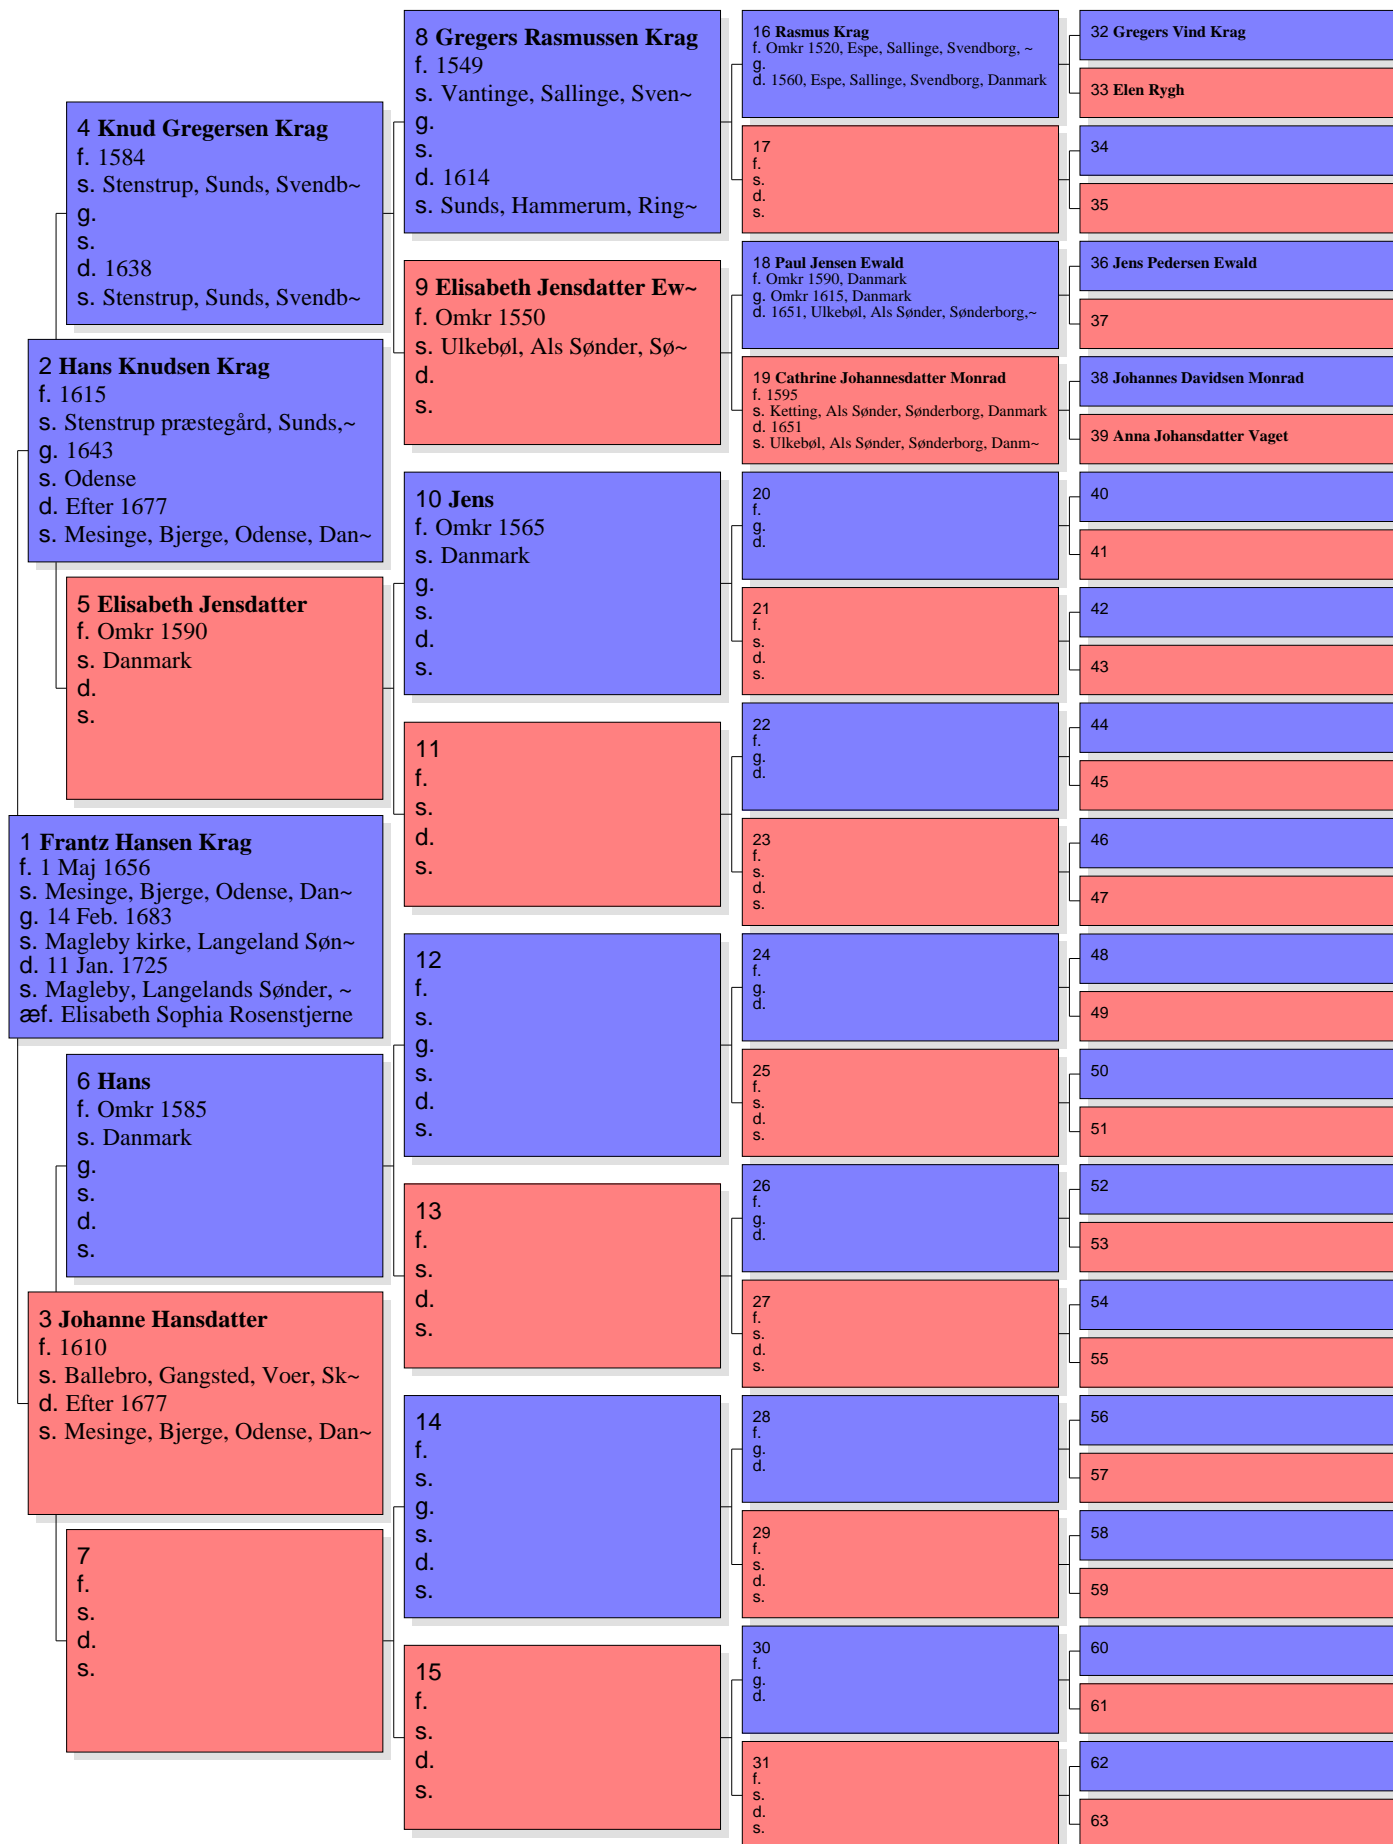 4 Knud Gregersen Krag
f. 1584
s. Stenstrup, Sunds, Svendb~
g.
s.
d. 1638
s. Stenstrup, Sunds, Svendb~
2 Hans Knudsen Krag
f. 1615
s. Stenstrup præstegård, Sunds,~
g. 1643
s. Odense
d. Efter 1677
s. Mesinge, Bjerge, Odense, Dan~
5 Elisabeth Jensdatter
f. Omkr 1590
s. Danmark
d.
s.
1 Frantz Hansen Krag
f. 1 Maj 1656
s. Mesinge, Bjerge, Odense, Dan~
g. 14 Feb. 1683
s. Magleby kirke, Langeland Søn~
d. 11 Jan. 1725
s. Magleby, Langelands Sønder, ~
æf. Elisabeth Sophia Rosenstjerne
6 Hans
f. Omkr 1585
s. Danmark
g.
s.
d.
s.
3 Johanne Hansdatter
f. 1610
s. Ballebro, Gangsted, Voer, Sk~
d. Efter 1677
s. Mesinge, Bjerge, Odense, Dan~
7
f.
s.
d.
s.
8 Gregers Rasmussen Krag
f. 1549
s. Vantinge, Sallinge, Sven~
g.
s.
d. 1614
s. Sunds, Hammerum, Ring~
9 Elisabeth Jensdatter Ew~
f. Omkr 1550
s. Ulkebøl, Als Sønder, Sø~
d.
s.
10 Jens
f. Omkr 1565
s. Danmark
g.
s.
d.
s.
11
f.
s.
d.
s.
12
f.
s.
g.
s.
d.
s.
13
f.
s.
d.
s.
14
f.
s.
g.
s.
d.
s.
15
f.
s.
d.
s.
16 Rasmus Krag
f. Omkr 1520, Espe, Sallinge, Svendborg, ~
g.
d. 1560, Espe, Sallinge, Svendborg, Danmark
17
f.
s.
d.
s.
18 Paul Jensen Ewald
f. Omkr 1590, Danmark
g. Omkr 1615, Danmark
d. 1651, Ulkebøl, Als Sønder, Sønderborg,~
19 Cathrine Johannesdatter Monrad
f. 1595
s. Ketting, Als Sønder, Sønderborg, Danmark
d. 1651
s. Ulkebøl, Als Sønder, Sønderborg, Danm~
20
f.
g.
d.
21
f.
s.
d.
s.
22
f.
g.
d.
23
f.
s.
d.
s.
24
f.
g.
d.
25
f.
s.
d.
s.
26
f.
g.
d.
27
f.
s.
d.
s.
28
f.
g.
d.
29
f.
s.
d.
s.
30
f.
g.
d.
31
f.
s.
d.
s.
32 Gregers Vind Krag
33 Elen Rygh
34
35
36 Jens Pedersen Ewald
37
38 Johannes Davidsen Monrad
39 Anna Johansdatter Vaget
40
41
42
43
44
45
46
47
48
49
50
51
52
53
54
55
56
57
58
59
60
61
62
63